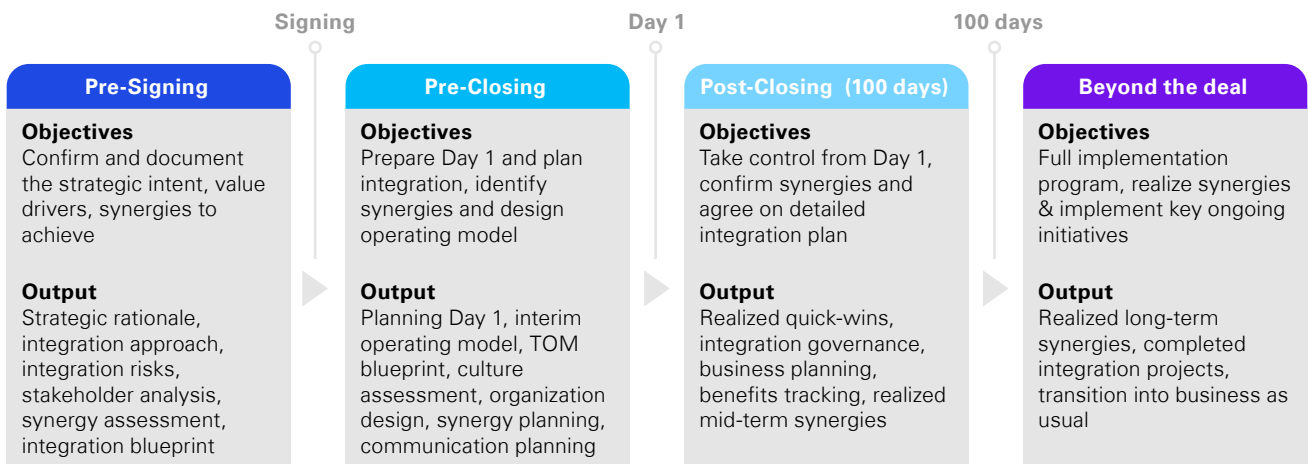 Signing
Day 1
100 days
Pre-Signing
Objectives
Confirm and document
the strategic intent, value
drivers, synergies to
achieve
Output
Strategic rationale,
integration approach,
integration risks,
stakeholder analysis,
synergy assessment,
integration blueprint
Pre-Closing
Objectives
Prepare Day 1 and plan
integration, identify
synergies and design
operating model
Output
Planning Day 1, interim
operating model, TOM
blueprint, culture
assessment, organization
design, synergy planning,
communication planning
Post-Closing (100 days)
Objectives
Take control from Day 1,
confirm synergies and
agree on detailed
integration plan
Output
Realized quick-wins,
integration governance,
business planning,
benefits tracking, realized
mid-term synergies
Beyond the deal
Objectives
Full implementation
program, realize synergies
& implement key ongoing
initiatives
Output
Realized long-term
synergies, completed
integration projects,
transition into business as
usual